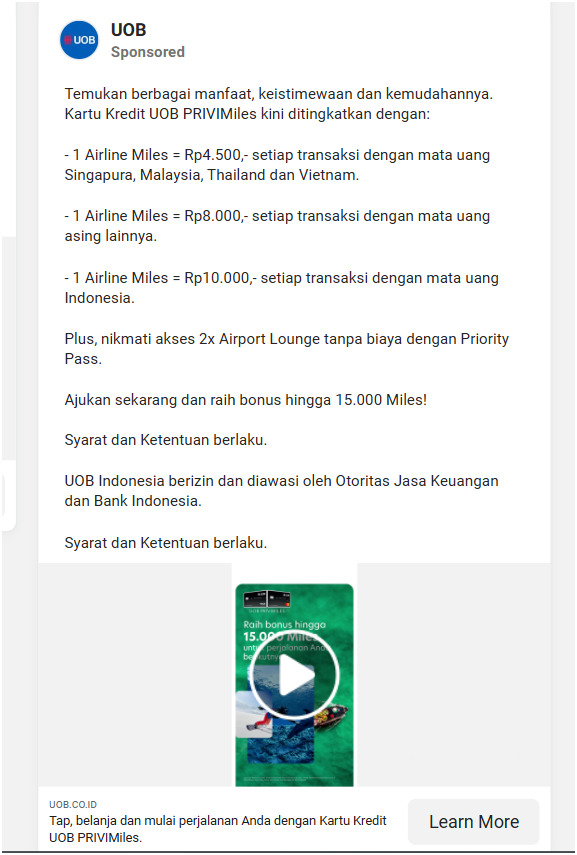 UOB
UOB
Sponsored
Temukan berbagai manfaat, keistimewaan dan kemudahannya.
Kartu Kredit UOB PRIVIMiles kini ditingkatkan dengan:
- 1 Airline Miles = Rp4.500,- setiap transaksi dengan mata uang
Singapura, Malaysia, Thailand dan Vietnam.
- 1 Airline Miles = Rp8.000,- setiap transaksi dengan mata uang
asing lainnya.
- 1 Airline Miles = Rp10.000,- setiap transaksi dengan mata uang
Indonesia.
Plus, nikmati akses 2x Airport Lounge tanpa biaya dengan Priority
Pass.
Ajukan sekarang dan raih bonus hingga 15.000 Miles!
Syarat dan Ketentuan berlaku.
UOB Indonesia berizin dan diawasi oleh Otoritas Jasa Keuangan
dan Bank Indonesia.
Syarat dan Ketentuan berlaku.
UOB PRIVIMILES
Raih bonus hingga
15.000 Miles
untuk perjalanan Anda
UOB.CO.ID
Tap, belanja dan mulai perjalanan Anda dengan Kartu Kredit
UOB PRIVIMiles.
Learn More